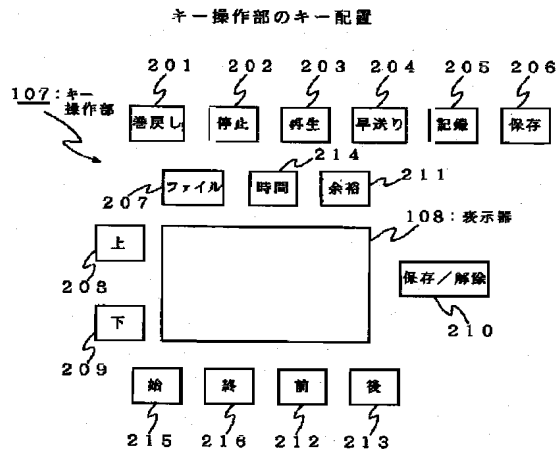 キー操作部のキー配置
201 202 203 204 205 206
107:キー操作部
巻戻し 停止 再生 早送り 記録 保存
214
211
207 ファイル 時間 余裕
108:表示器
上
208
保存/解除
210
下
209
始 終 前 後
215 216 212 213